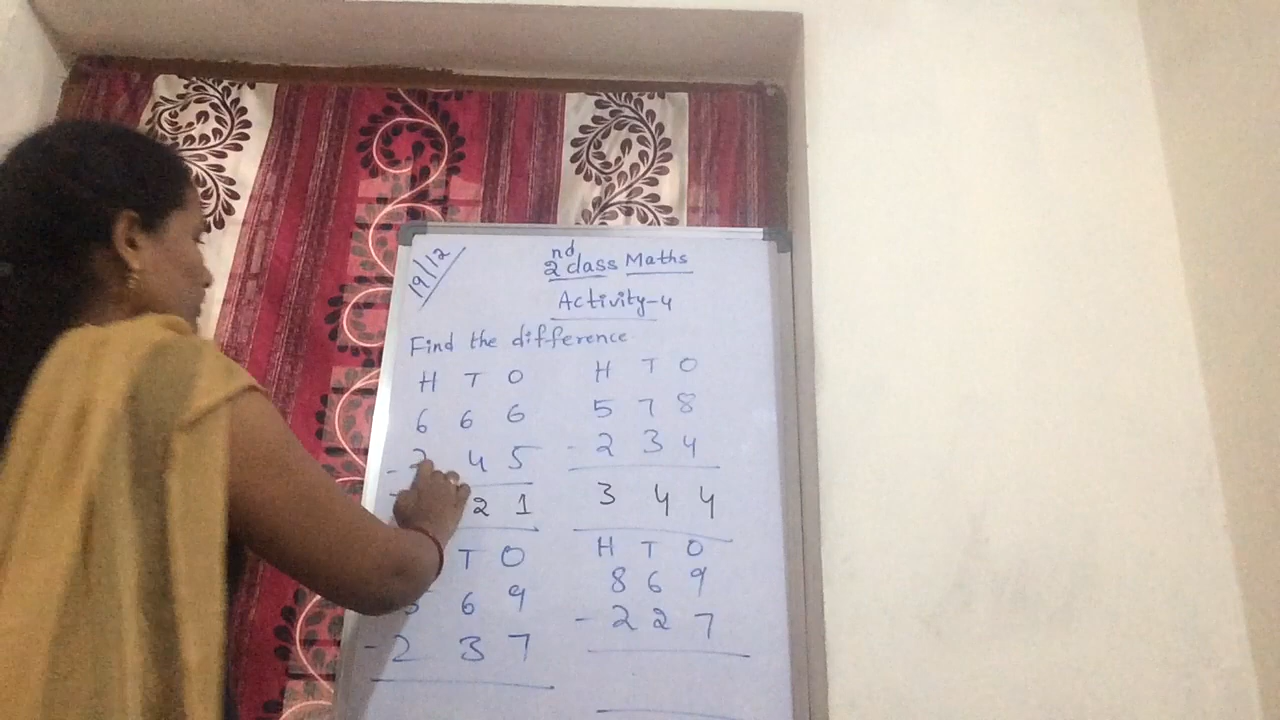 19/12
2nd class Maths
Activity-4
Find the difference
H T O H T O
6 6 6 5 7 8
- 2 4 5 - 2 3 4
2 1 3 4 4
T O H T O
6 9 8 6 9
- 2 3 7 - 2 2 7